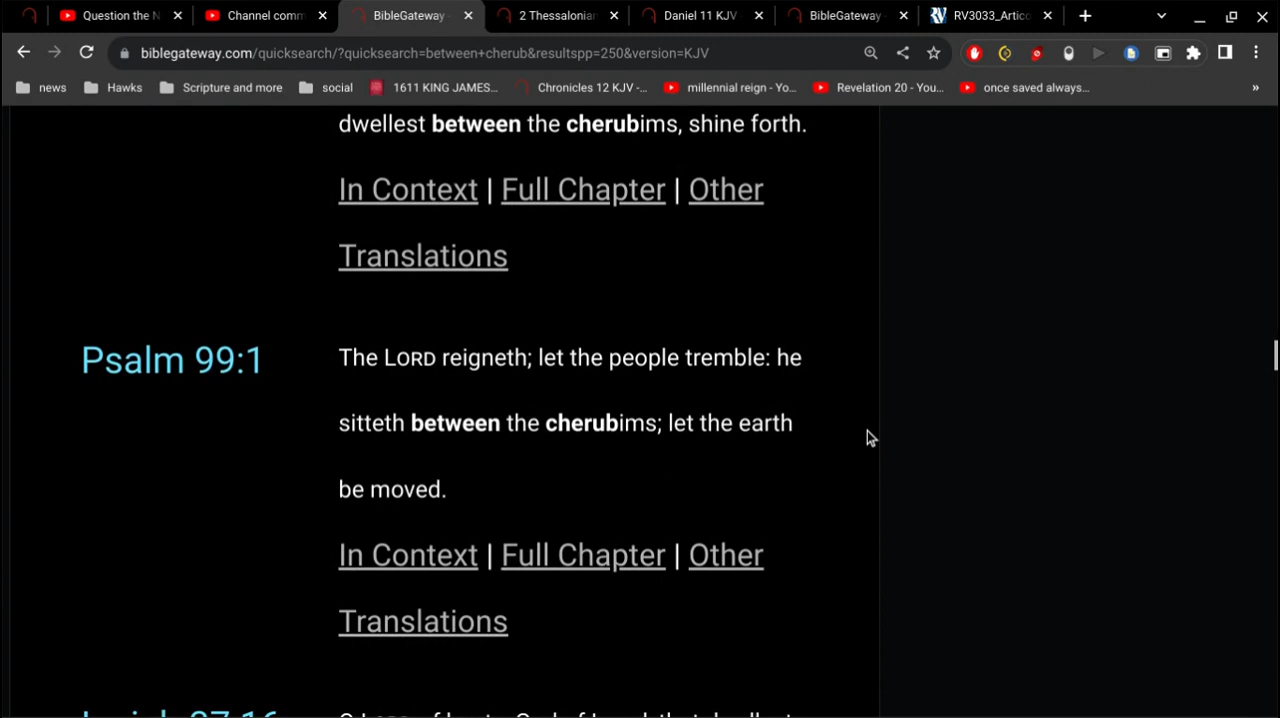 Question the N
Channel comm
BibleGateway -
2 Thessalonian
Daniel 11 KJV
BibleGateway -
RV3033_Artico
biblegateway.com/quicksearch/?quicksearch=between+cherub&resultspp=250&version=KJV
news
Hawks
Scripture and more
social
1611 KING JAMES...
Chronicles 12 KJV -...
millennial reign - Yo...
Revelation 20 - You...
once saved always...
»
dwellest between the cherubims, shine forth.
In Context | Full Chapter | Other
Translations
Psalm 99:1
The LORD reigneth; let the people tremble: he
sitteth between the cherubims; let the earth
be moved.
In Context | Full Chapter | Other
Translations